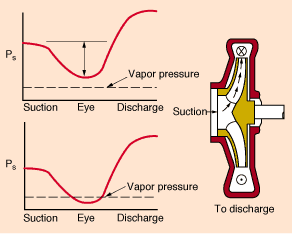 Ps
Vapor pressure
Suction Eye Discharge
Ps
Vapor pressure
Suction Eye Discharge
Suction
To discharge